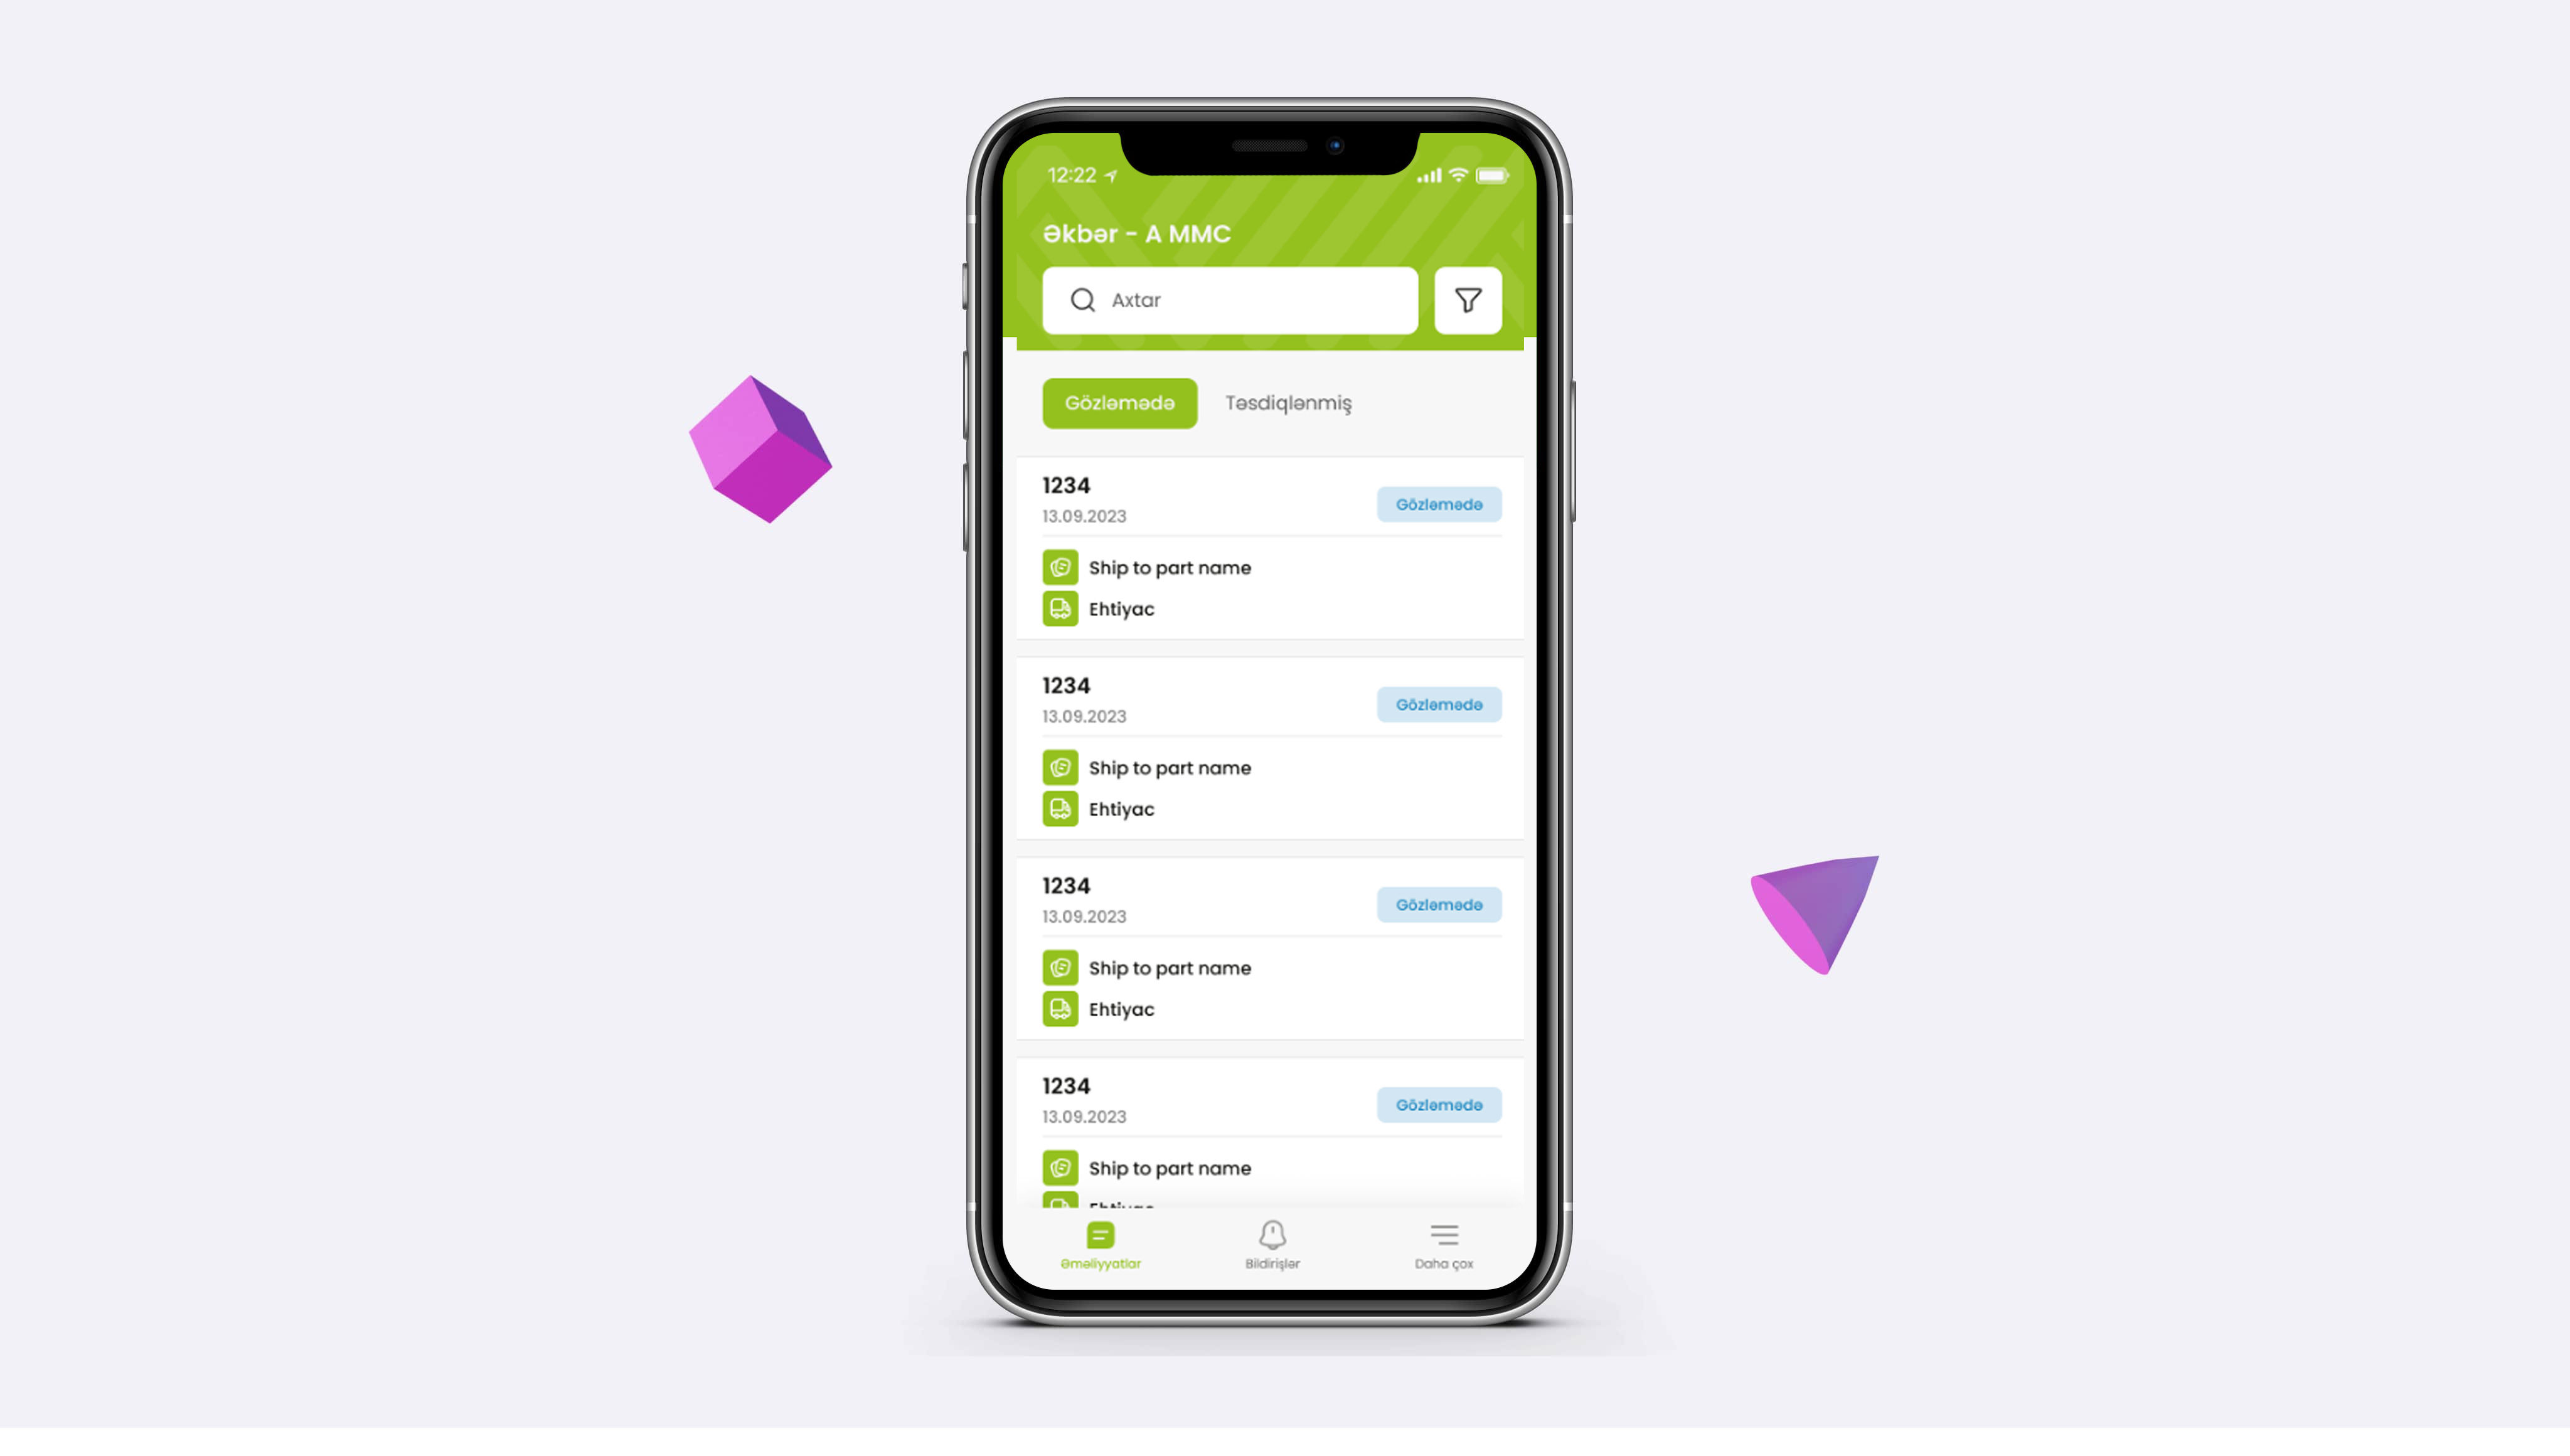 12:22
Əkbər - A MMC
Axtar
Gözləmədə Təsdiqlənmiş
1234
13.09.2023
Gözləmədə
Ship to part name
Ehtiyac
1234
13.09.2023
Gözləmədə
Ship to part name
Ehtiyac
1234
13.09.2023
Gözləmədə
Ship to part name
Ehtiyac
1234
13.09.2023
Gözləmədə
Ship to part name
Ehtiyac
Əməliyyatlar Bildirişlər Daha çox